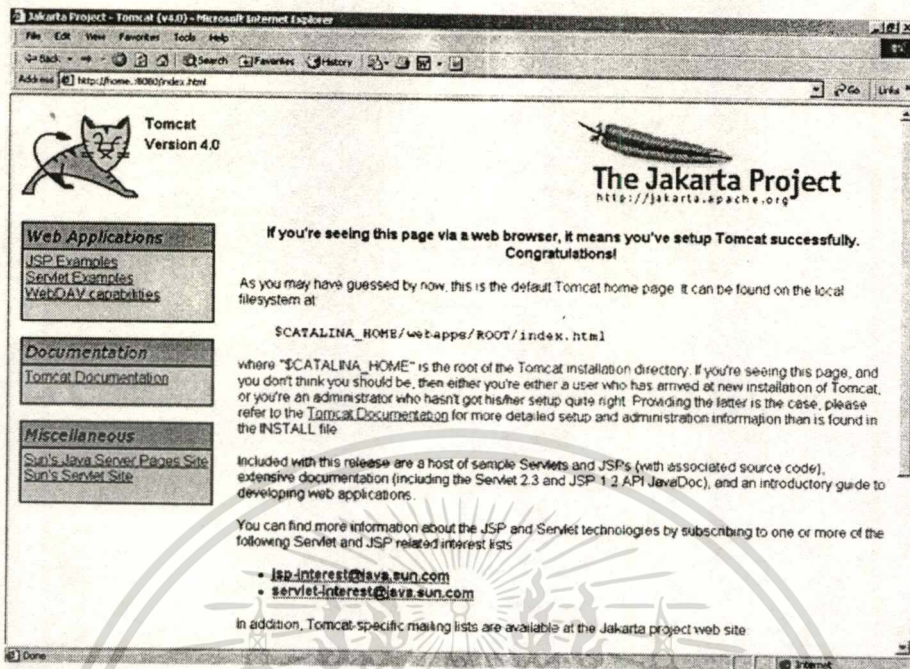 Jakarta Project - Tomcat (v4.0) - Microsoft Internet Explorer
File Edit View Favorites Tools Help
Back Search Favorites History
Address http://home.:8080/index.html Go Links
Tomcat
Version 4.0
The Jakarta Project
http://jakarta.apache.org
Web Applications
JSP Examples
Servlet Examples
WebDAV capabilities
Documentation
Tomcat Documentation
Miscellaneous
Sun's Java Server Pages Site
Sun's Servlet Site
If you're seeing this page via a web browser, it means you've setup Tomcat successfully.
Congratulations!
As you may have guessed by now, this is the default Tomcat home page. It can be found on the local
filesystem at
$CATALINA_HOME/webapps/ROOT/index.html
where "$CATALINA_HOME" is the root of the Tomcat installation directory. If you're seeing this page, and
you don't think you should be, then either you're either a user who has arrived at new installation of Tomcat,
or you're an administrator who hasn't got his/her setup quite right. Providing the latter is the case, please
refer to the Tomcat Documentation for more detailed setup and administration information than is found in
the INSTALL file
Included with this release are a host of sample Servlets and JSPs (with associated source code),
extensive documentation (including the Servlet 2.3 and JSP 1.2 API JavaDoc), and an introductory guide to
developing web applications.
You can find more information about the JSP and Servlet technologies by subscribing to one or more of the
following Servlet and JSP related interest lists
• jsp-interest@java.sun.com
• servlet-interest@java.sun.com
In addition, Tomcat-specific mailing lists are available at the Jakarta project web site
Done
Internet